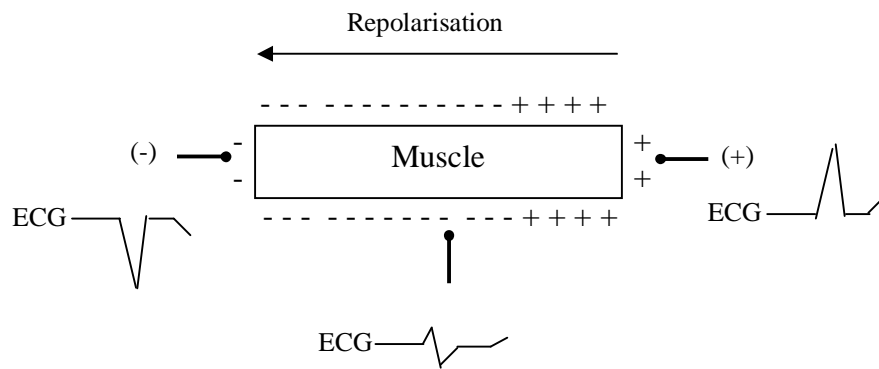 Repolarisation
- - - - - - - - - - - - - + + + +
(-) - Muscle + (+)
- +
ECG - - - - - - - - - - - - - + + + + ECG
ECG